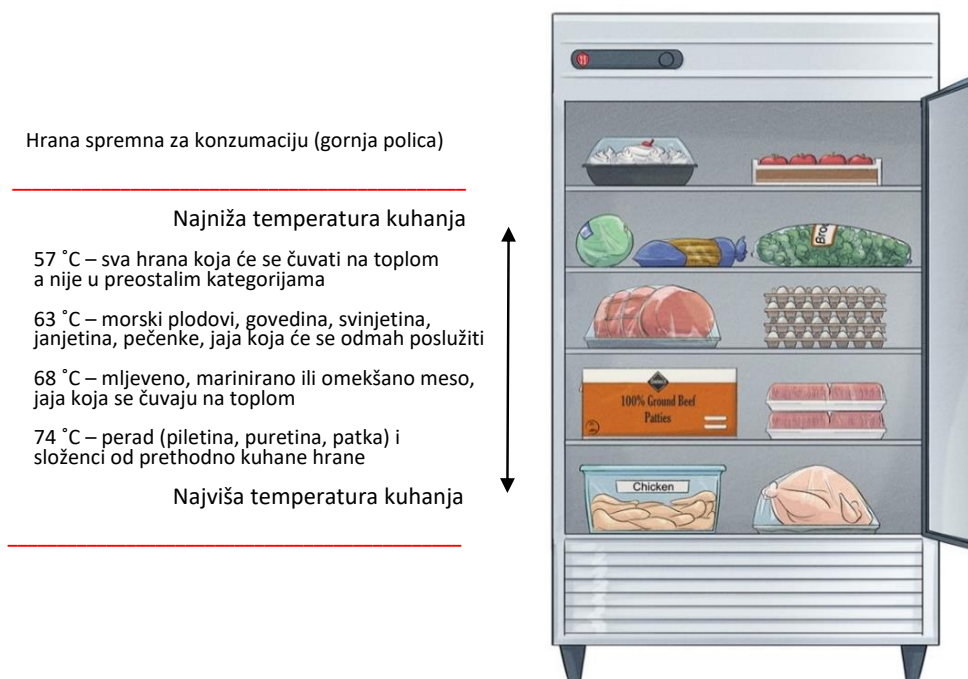 Hrana spremna za konzumaciju (gornja polica)
Najniža temperatura kuhanja
57 ˚C – sva hrana koja će se čuvati na toplom
a nije u preostalim kategorijama
63 ˚C – morski plodovi, govedina, svinjetina,
janjetina, pečenke, jaja koja će se odmah poslužiti
68 ˚C – mljeveno, marinirano ili omekšano meso,
jaja koja se čuvaju na toplom
74 ˚C – perad (piletina, puretina, patka) i
složenci od prethodno kuhane hrane
Najviša temperatura kuhanja
100% Ground Beef
Patties
Chicken